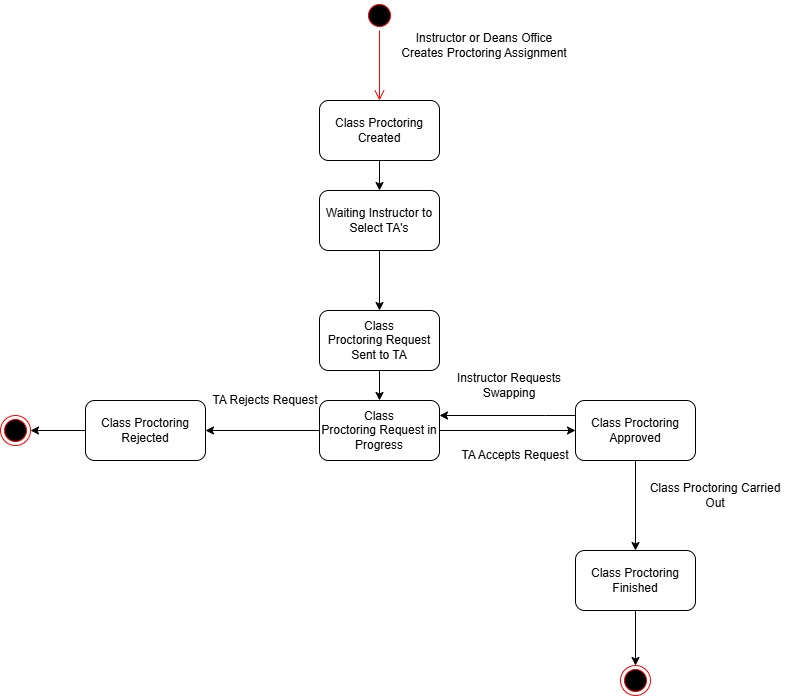 Instructor or Deans Office
Creates Proctoring Assignment
Class Proctoring
Created
Waiting Instructor to
Select TA's
Class
Proctoring Request
Sent to TA
TA Rejects Request
Instructor Requests
Swapping
Class Proctoring
Rejected
Class
Proctoring Request in
Progress
Class Proctoring
Approved
TA Accepts Request
Class Proctoring Carried
Out
Class Proctoring
Finished